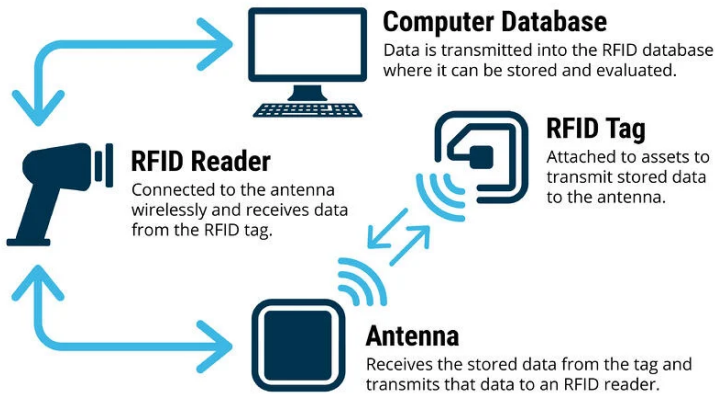 Computer Database
Data is transmitted into the RFID database
where it can be stored and evaluated.
RFID Tag
Attached to assets to
transmit stored data
to the antenna.
RFID Reader
Connected to the antenna
wirelessly and receives data
from the RFID tag.
Antenna
Receives the stored data from the tag and
transmits that data to an RFID reader.